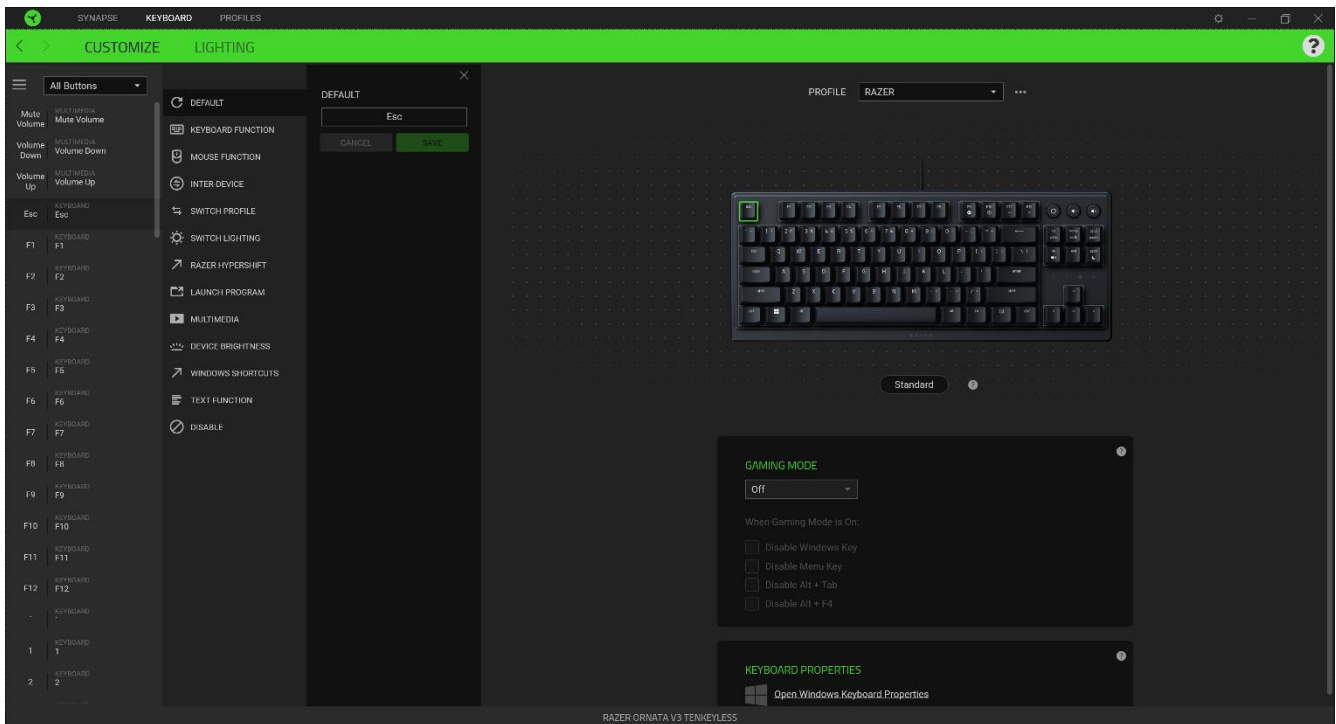 SYNAPSE KEYBOARD PROFILES
CUSTOMIZE LIGHTING
All Buttons
Mute Volume MULTIMEDIA Mute Volume
Volume Down MULTIMEDIA Volume Down
Volume Up MULTIMEDIA Volume Up
Esc KEYBOARD Esc
F1 KEYBOARD F1
F2 KEYBOARD F2
F3 KEYBOARD F3
F4 KEYBOARD F4
F5 KEYBOARD F5
F6 KEYBOARD F6
F7 KEYBOARD F7
F8 KEYBOARD F8
F9 KEYBOARD F9
F10 KEYBOARD F10
F11 KEYBOARD F11
F12 KEYBOARD F12
KEYBOARD
1 KEYBOARD 1
2 KEYBOARD 2
DEFAULT
KEYBOARD FUNCTION
MOUSE FUNCTION
INTER-DEVICE
SWITCH PROFILE
SWITCH LIGHTING
RAZER HYPERSHIFT
LAUNCH PROGRAM
MULTIMEDIA
DEVICE BRIGHTNESS
WINDOWS SHORTCUTS
TEXT FUNCTION
DISABLE
DEFAULT
Esc
CANCEL SAVE
PROFILE RAZER
Standard
GAMING MODE
Off
When Gaming Mode is On:
Disable Windows Key
Disable Menu Key
Disable Alt + Tab
Disable Alt + F4
KEYBOARD PROPERTIES
Open Windows Keyboard Properties
RAZER ORNATA V3 TENKEYLESS